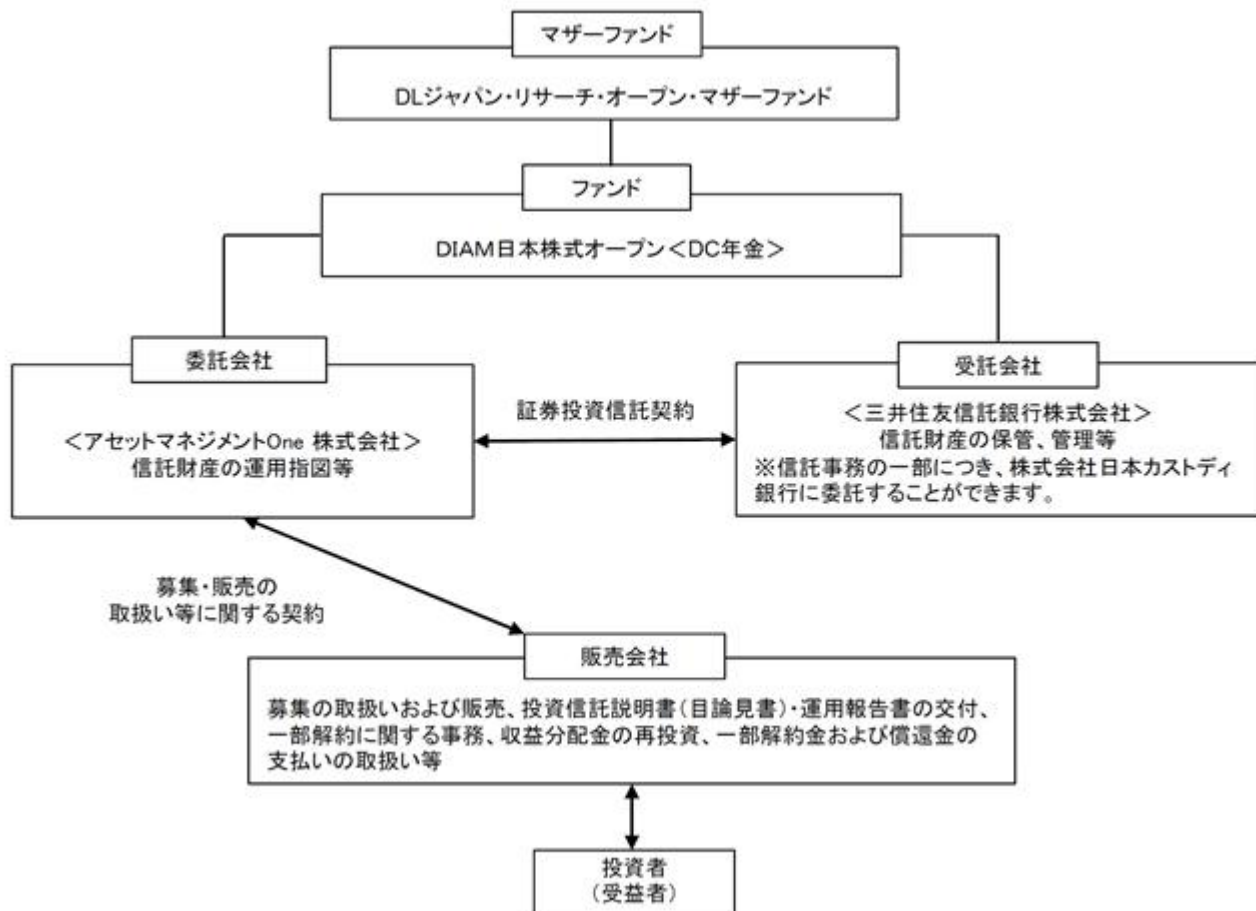 マザーファンド
DLジャパン・リサーチ・オープン・マザーファンド
ファンド
DIAM日本株式オープン<DC年金>
委託会社
<アセットマネジメントOne 株式会社>
信託財産の運用指図等
証券投資信託契約
受託会社
<三井住友信託銀行株式会社>
信託財産の保管、管理等
※信託事務の一部につき、株式会社日本カストディ
銀行に委託することができます。
募集・販売の
取扱い等に関する契約
販売会社
募集の取扱いおよび販売、投資信託説明書(目論見書)・運用報告書の交付、
一部解約に関する事務、収益分配金の再投資、一部解約金および償還金の
支払いの取扱い等
投資者
(受益者)